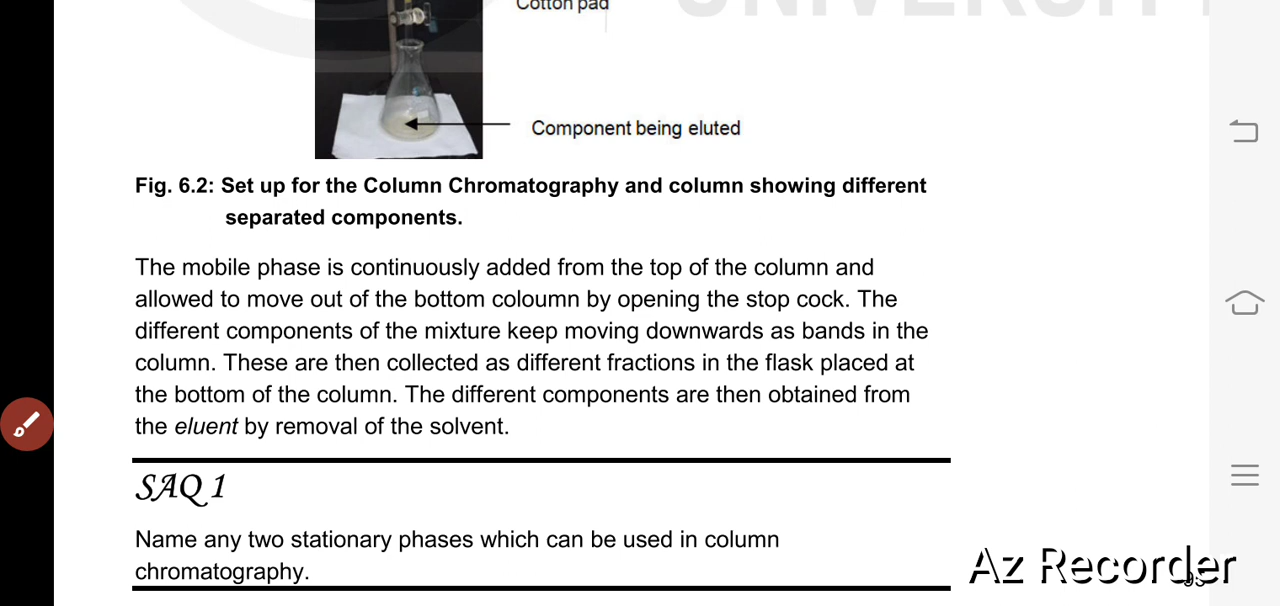 Cotton pad
UNIVERSITY
Component being eluted
Fig. 6.2: Set up for the Column Chromatography and column showing different
separated components.
The mobile phase is continuously added from the top of the column and
allowed to move out of the bottom coloumn by opening the stop cock. The
different components of the mixture keep moving downwards as bands in the
column. These are then collected as different fractions in the flask placed at
the bottom of the column. The different components are then obtained from
the eluent by removal of the solvent.
SAQ 1
Name any two stationary phases which can be used in column
chromatography.
Az Recorder